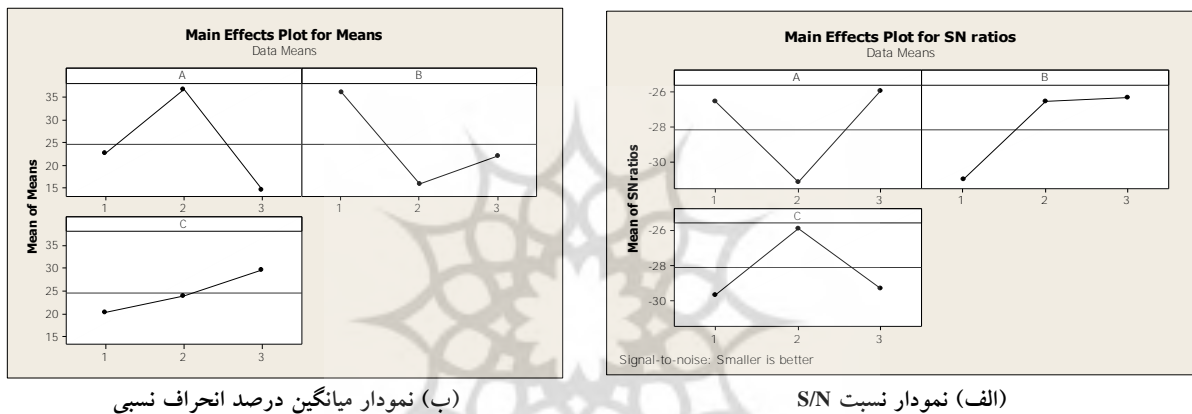 Main Effects Plot for Means
Data Means
A
B
35
30
25
20
15
1
2
3
1
2
3
C
35
30
25
20
15
1
2
3
Mean of Means
(ب) نمودار میانگین درصد انحراف نسبی
Main Effects Plot for SN ratios
Data Means
A
B
-26
-28
-30
1
2
3
1
2
3
C
-26
-28
-30
1
2
3
Mean of SN ratios
Signal-to-noise: Smaller is better
(الف) نمودار نسبت S/N